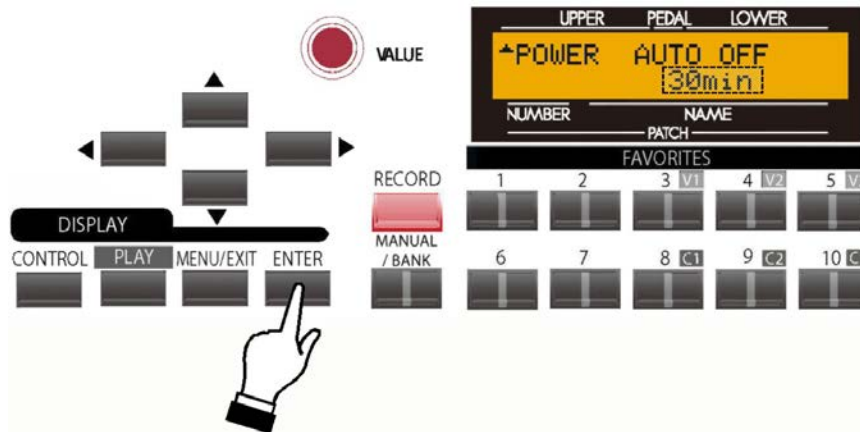 UPPER PEDAL LOWER
VALUE
POWER AUTO OFF
30min
NUMBER NAME
PATCH
FAVORITES
RECORD 1 2 3 V1 4 V2 5 V
DISPLAY
MANUAL
/ BANK
CONTROL PLAY MENU/EXIT ENTER
6 7 8 C1 9 C2 10 C